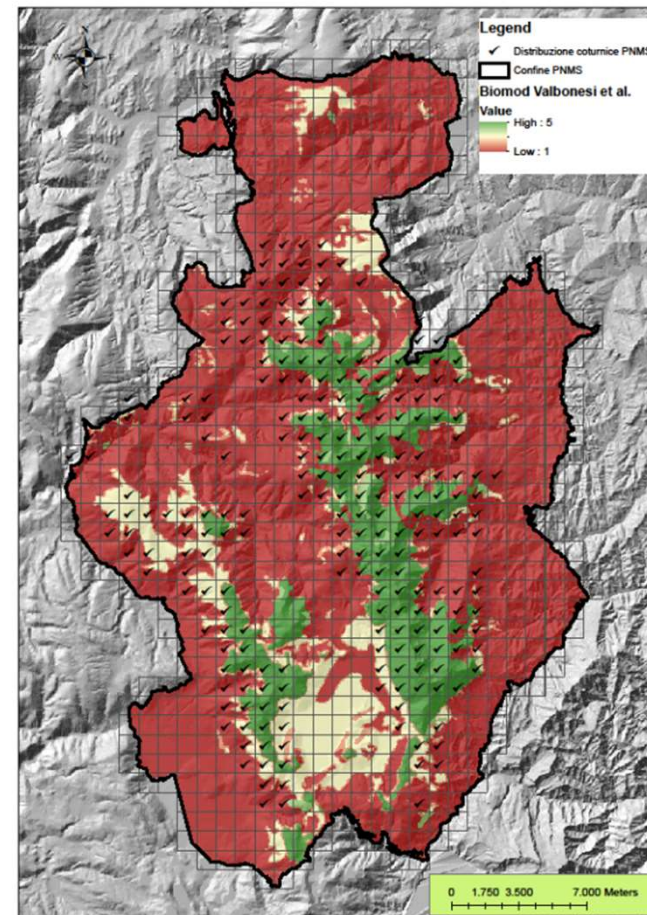 N
W
E
S
Legend
Distribuzione coturnice PNMS
Confine PNMS
Biomod Valbonesi et al.
Value
High : 5
Low : 1
0 1.750 3.500 7.000 Meters